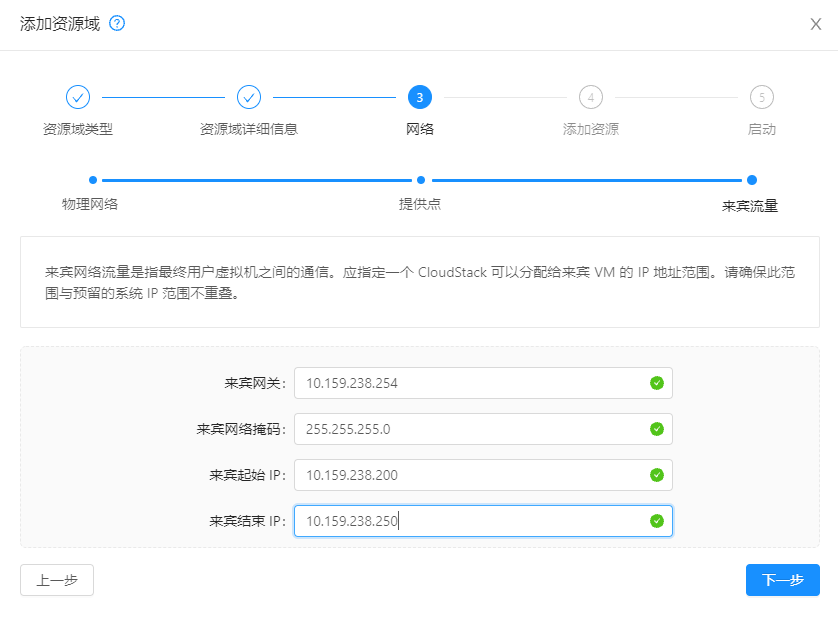 添加资源域 ?
X
3 4 5
资源域类型 资源域详细信息 网络 添加资源 启动
物理网络 提供点 来宾流量
来宾网络流量是指最终用户虚拟机之间的通信。应指定一个 CloudStack 可以分配给来宾 VM 的 IP 地址范围。请确保此范
围与预留的系统 IP 范围不重叠。
来宾网关: 10.159.238.254
来宾网络掩码: 255.255.255.0
来宾起始 IP: 10.159.238.200
来宾结束 IP: 10.159.238.250
上一步 下一步